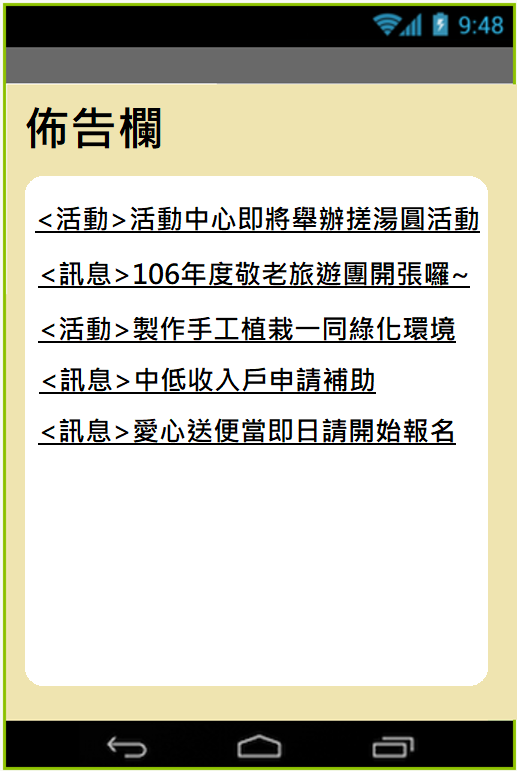 9:48
佈告欄
<活動>活動中心即將舉辦搓湯圓活動
<訊息>106年度敬老旅遊團開張囉~
<活動>製作手工植栽一同綠化環境
<訊息>中低收入戶申請補助
<訊息>愛心送便當即日請開始報名